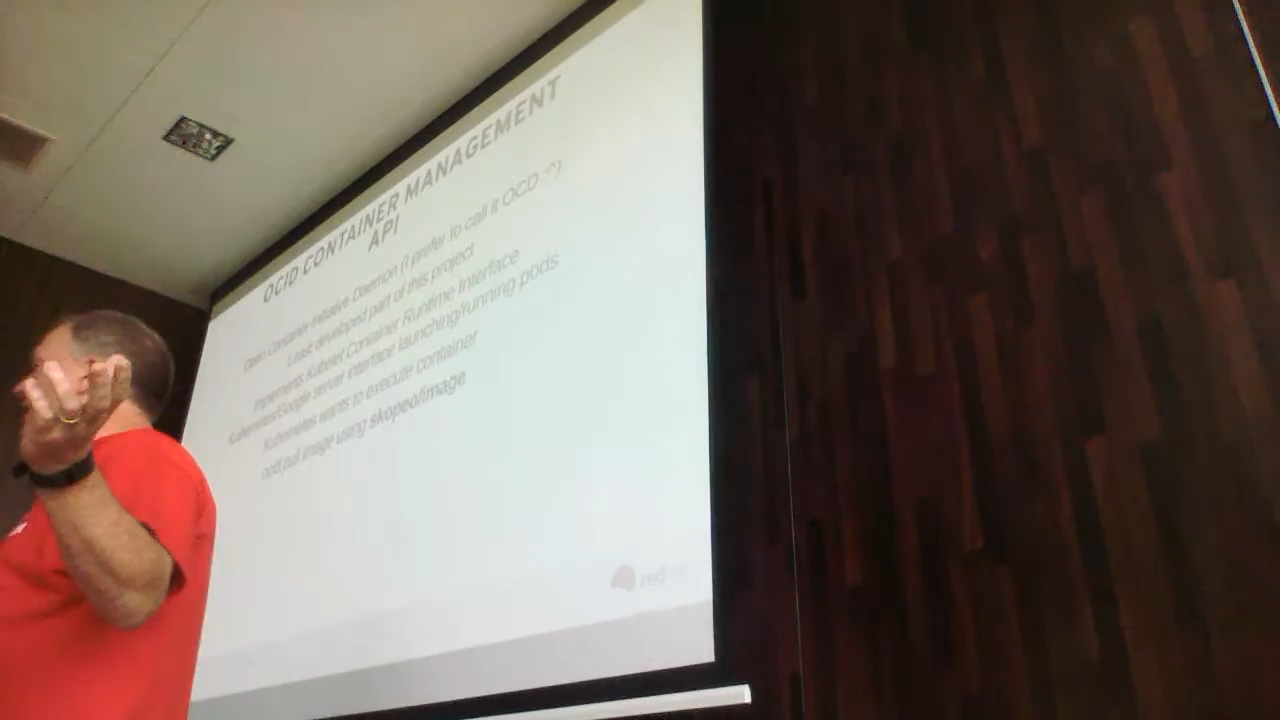 OCID:CONTAINER MANAGEMENT
API
Open Container Initiative Daemon (I prefer to call it OCD ^^)
Least developed part of this project
Implements Kubelet Container Runtime Interface
Kubernetes/Google server interface launching/running pods
Kubernetes wants to execute container
ocid pull image using skopeo/image
red